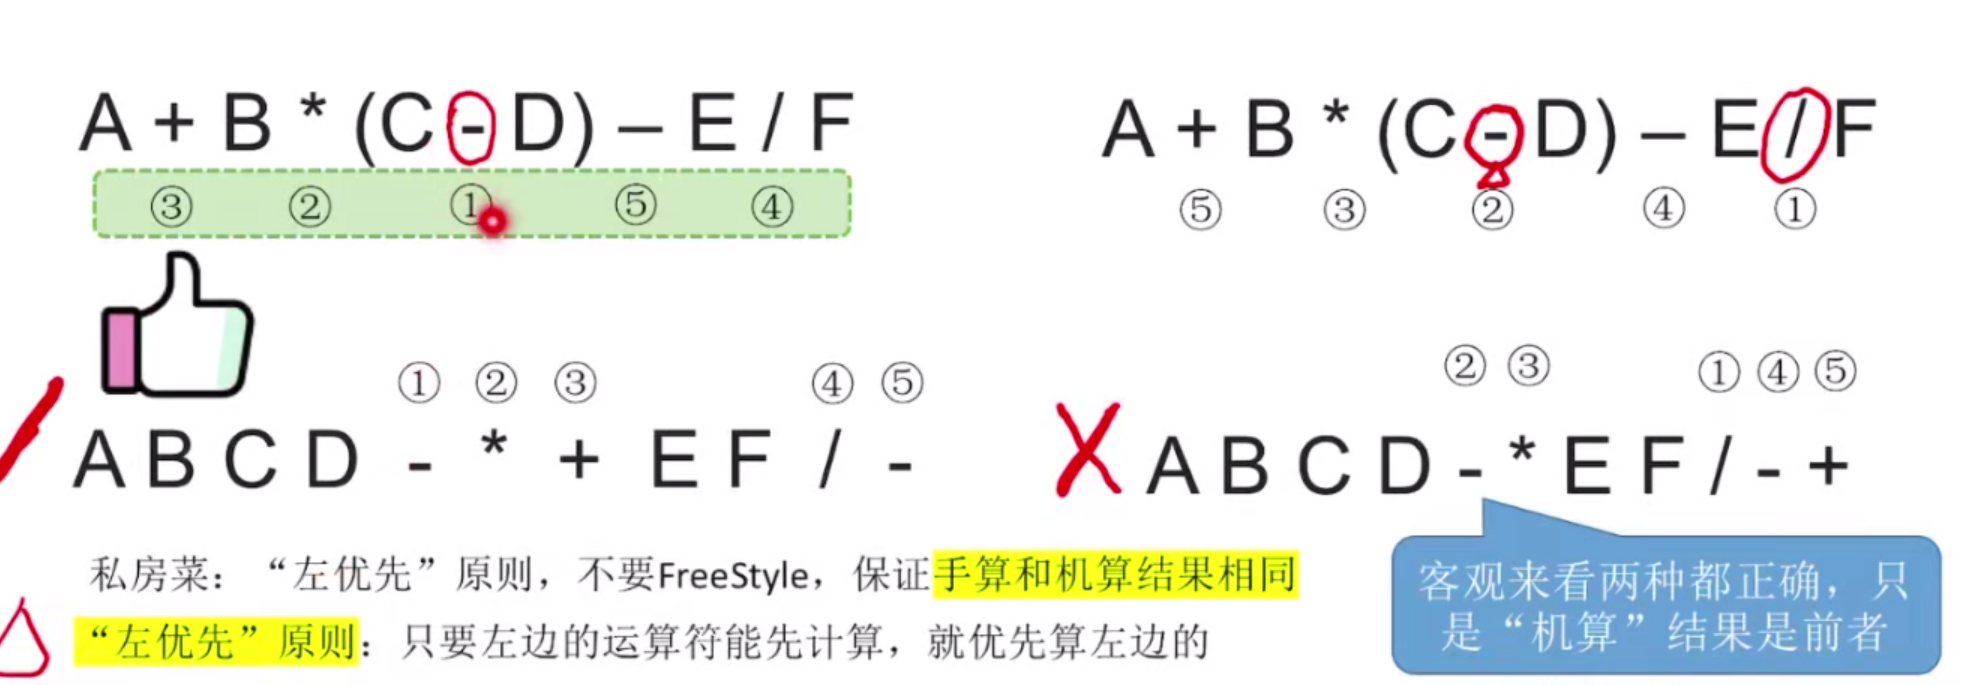 A + B * (C - D) – E / F
③ ② ① ⑤ ④
A + B * (C - D) – E / F
⑤ ③ ② ④ ①
① ② ③ ④ ⑤
A B C D - * + E F / -
② ③ ① ④ ⑤
A B C D - * E F / - +
私房菜：“左优先”原则，不要FreeStyle，保证手算和机算结果相同
“左优先”原则：只要左边的运算符能先计算，就优先算左边的
客观来看两种都正确，只
是“机算”结果是前者